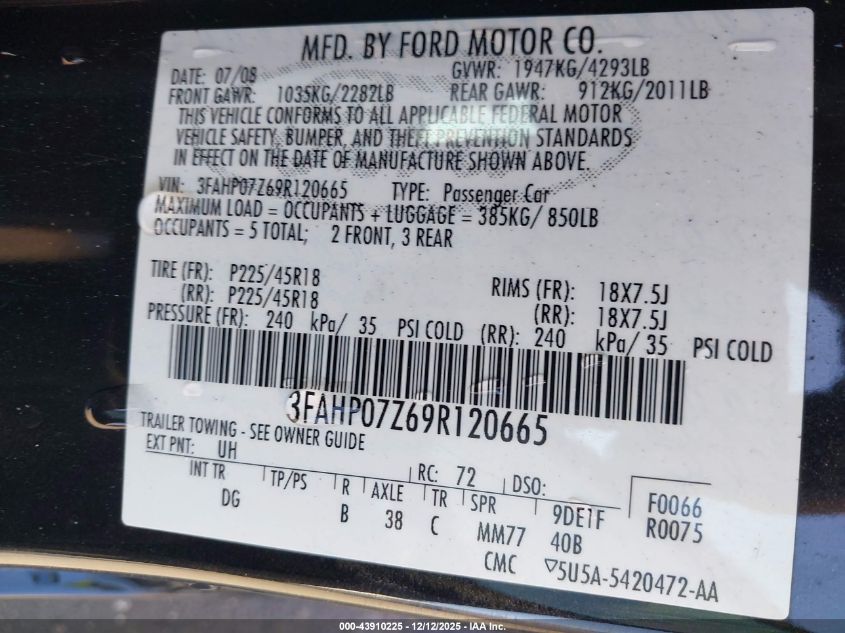 MFD. BY FORD MOTOR CO.
DATE: 07/08 GVWR: 1947KG/4293LB
FRONT GAWR: 1035KG/2282LB REAR GAWR: 912KG/2011LB
THIS VEHICLE CONFORMS TO ALL APPLICABLE FEDERAL MOTOR
VEHICLE SAFETY, BUMPER, AND THEFT PREVENTION STANDARDS
IN EFFECT ON THE DATE OF MANUFACTURE SHOWN ABOVE.
VIN: 3FAHP07Z69R120665 TYPE: Passenger Car
MAXIMUM LOAD = OCCUPANTS + LUGGAGE = 385KG/ 850LB
OCCUPANTS = 5 TOTAL; 2 FRONT, 3 REAR
TIRE (FR): P225/45R18 RIMS (FR): 18X7.5J
(RR): P225/45R18 (RR): 18X7.5J
PRESSURE (FR): 240 kPa/ 35 PSI COLD (RR): 240 kPa/ 35 PSI COLD
3FAHP07Z69R120665
TRAILER TOWING - SEE OWNER GUIDE
EXT PNT: UH RC: 72 DSO: F0066
INT TR TP/PS R AXLE TR SPR 9DE1F R0075
DG B 38 C MM77 40B
CMC ▽5U5A-5420472-AA
000-43910225 - 12/12/2025 - IAA Inc.